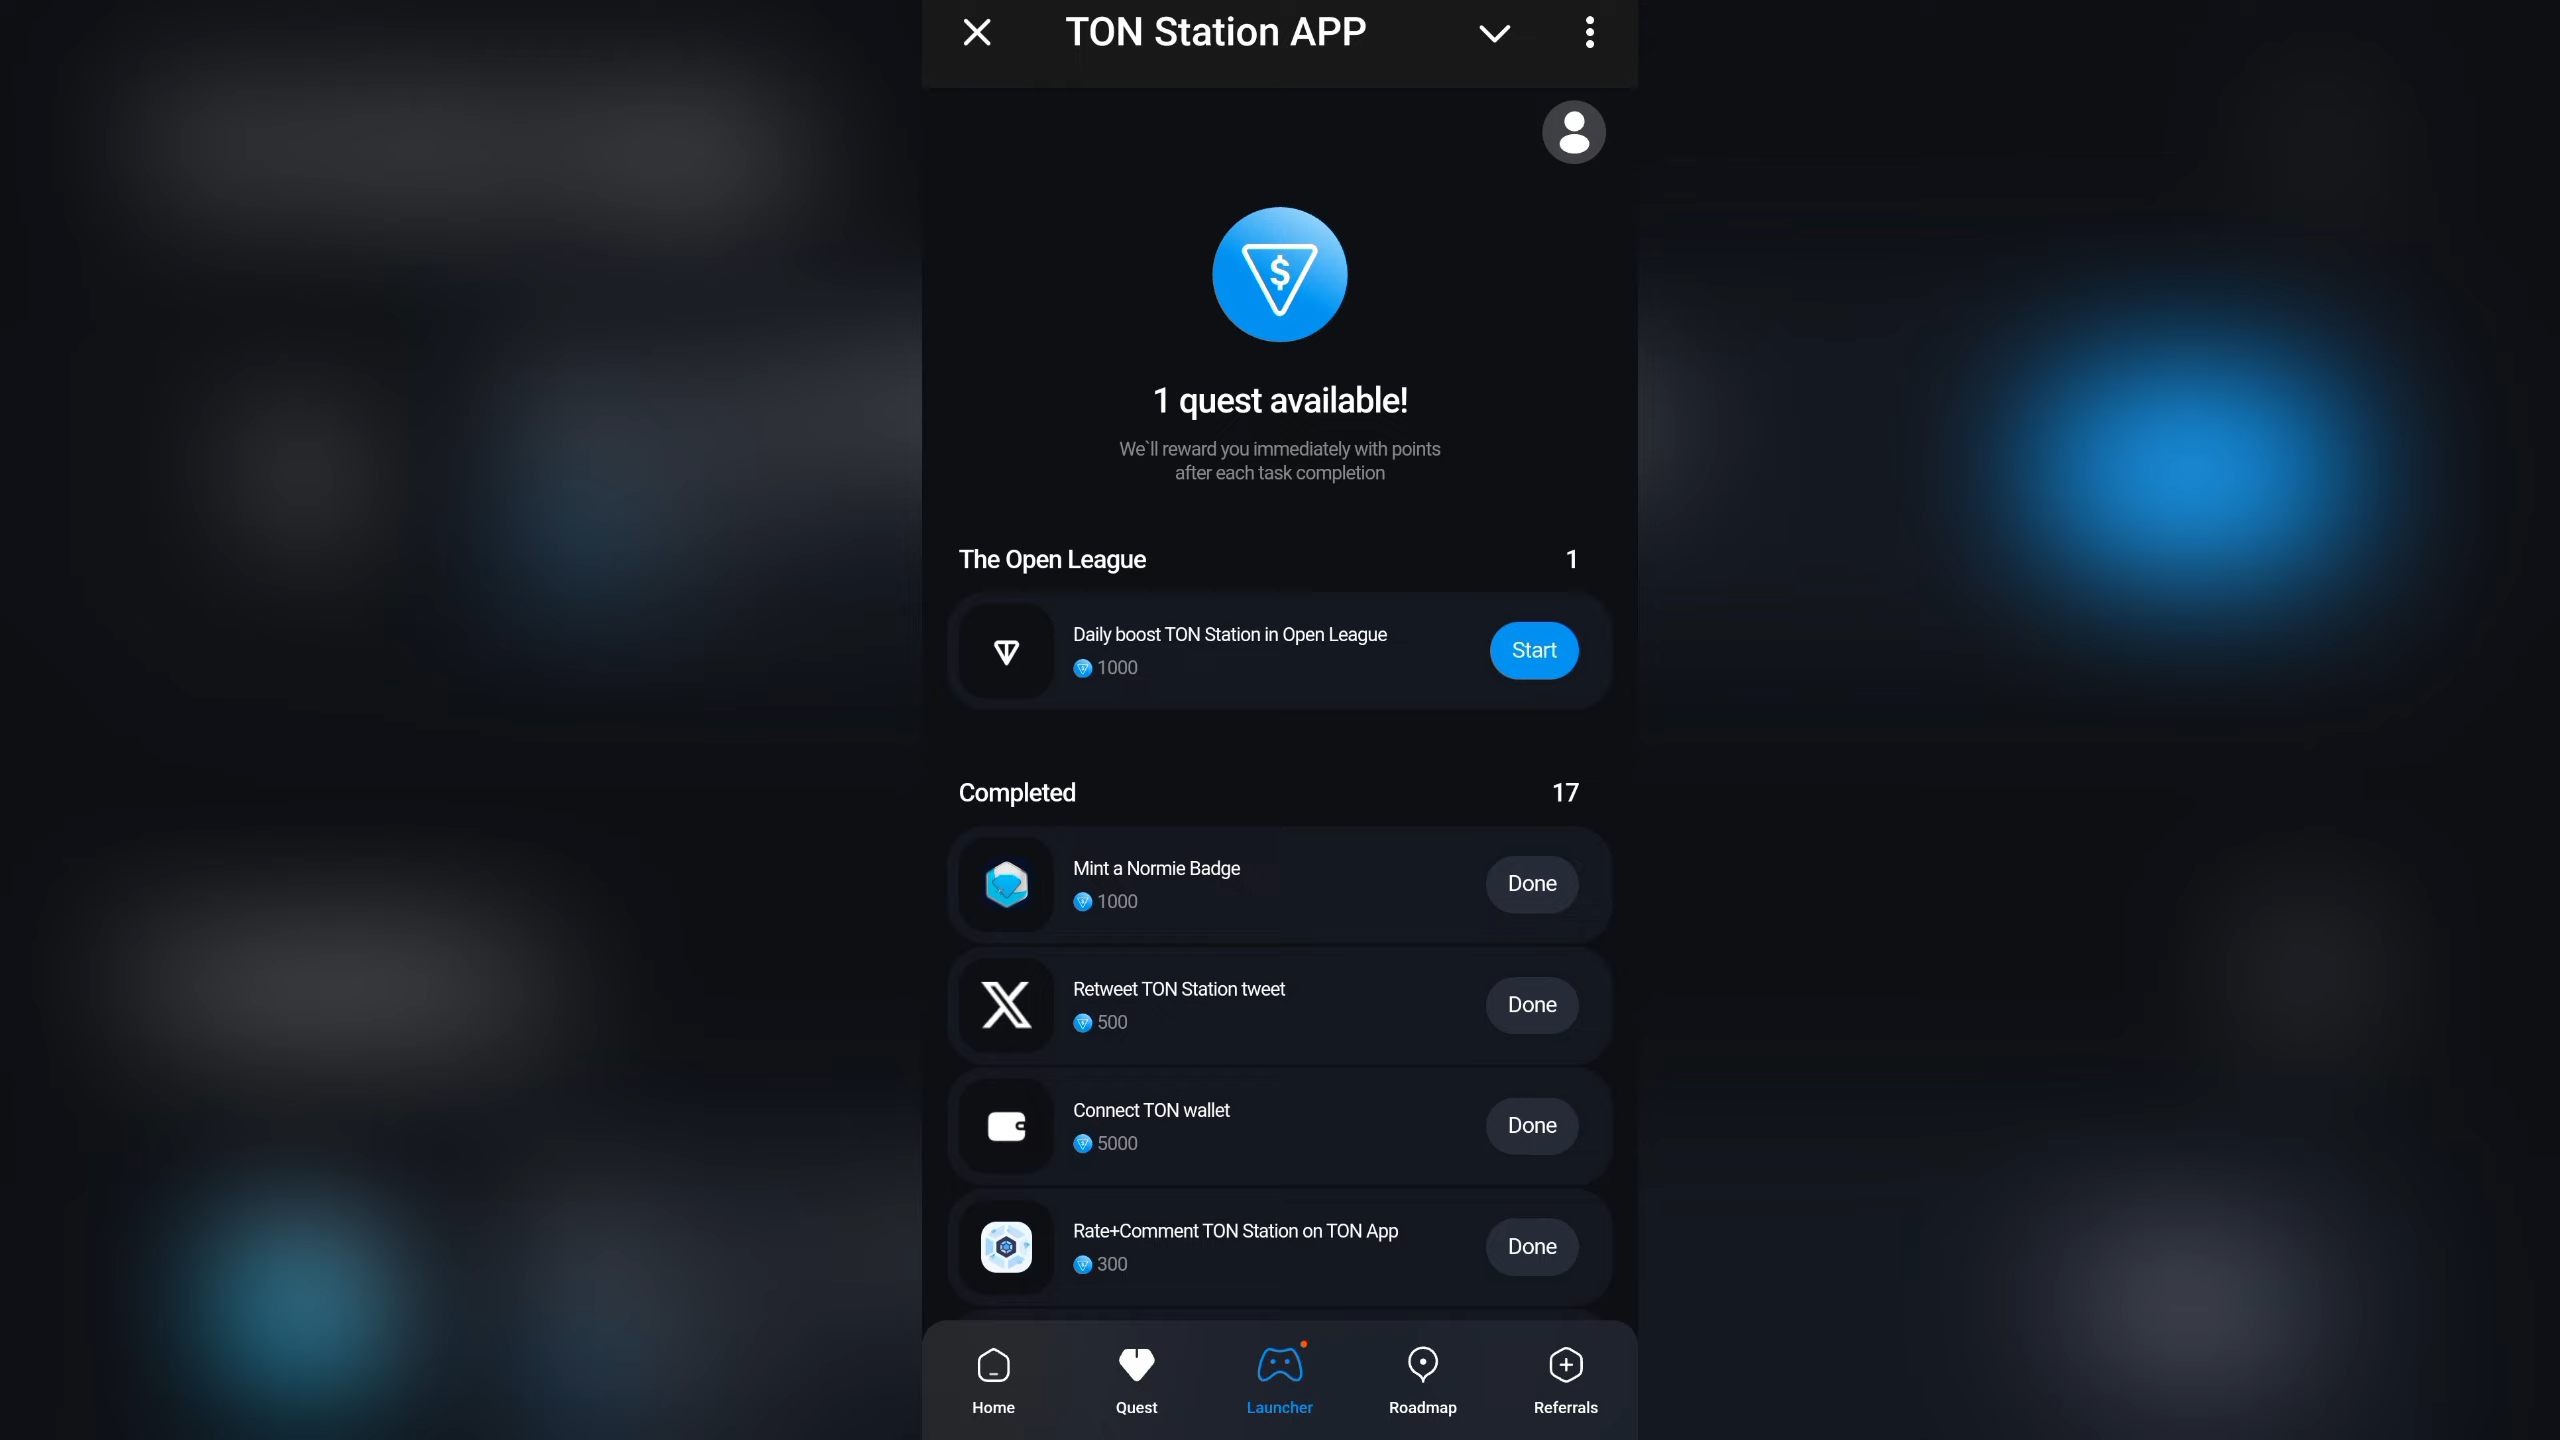 TON Station APP
$
1 quest available!
We`ll reward you immediately with points
after each task completion
The Open League 1
Daily boost TON Station in Open League
1000
Start
Completed 17
Mint a Normie Badge
1000
Done
Retweet TON Station tweet
500
Done
Connect TON wallet
5000
Done
Rate+Comment TON Station on TON App
300
Done
Home Quest Launcher Roadmap Referrals